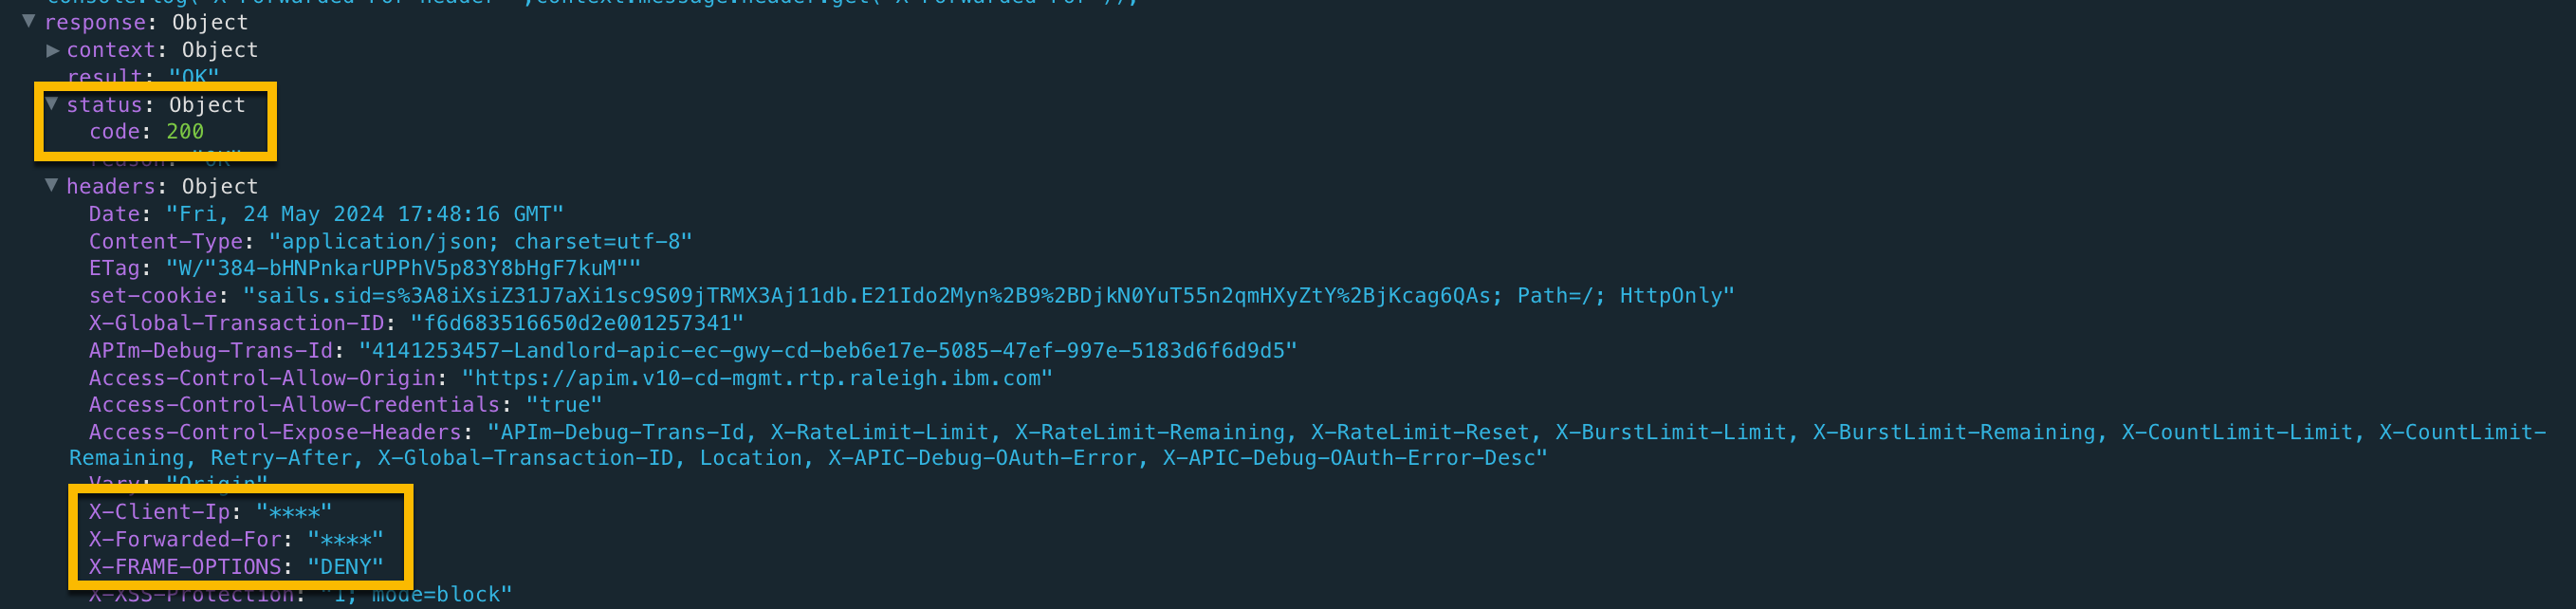 console.log("X-Forwarded-For header ",context.message.header.get('X-Forwarded-For'));
▼ response: Object
▶ context: Object
result: "OK"
▼ status: Object
code: 200
reason: "OK"
▼ headers: Object
Date: "Fri, 24 May 2024 17:48:16 GMT"
Content-Type: "application/json; charset=utf-8"
ETag: "W/"384-bHNPnkarUPPhV5p83Y8bHgF7kuM""
set-cookie: "sails.sid=s%3A8iXsiZ31J7aXi1sc9S09jTRMX3Aj11db.E21Ido2Myn%2B9%2BDjkN0YuT55n2qmHXyZtY%2BjKcag6QAs; Path=/; HttpOnly"
X-Global-Transaction-ID: "f6d683516650d2e001257341"
APIm-Debug-Trans-Id: "4141253457-Landlord-apic-ec-gwy-cd-beb6e17e-5085-47ef-997e-5183d6f6d9d5"
Access-Control-Allow-Origin: "https://apim.v10-cd-mgmt.rtp.raleigh.ibm.com"
Access-Control-Allow-Credentials: "true"
Access-Control-Expose-Headers: "APIm-Debug-Trans-Id, X-RateLimit-Limit, X-RateLimit-Remaining, X-RateLimit-Reset, X-BurstLimit-Limit, X-BurstLimit-Remaining, X-CountLimit-Limit, X-CountLimit-
Remaining, Retry-After, X-Global-Transaction-ID, Location, X-APIC-Debug-OAuth-Error, X-APIC-Debug-OAuth-Error-Desc"
Vary: "Origin"
X-Client-Ip: "****"
X-Forwarded-For: "****"
X-FRAME-OPTIONS: "DENY"
X-XSS-Protection: "1; mode=block"